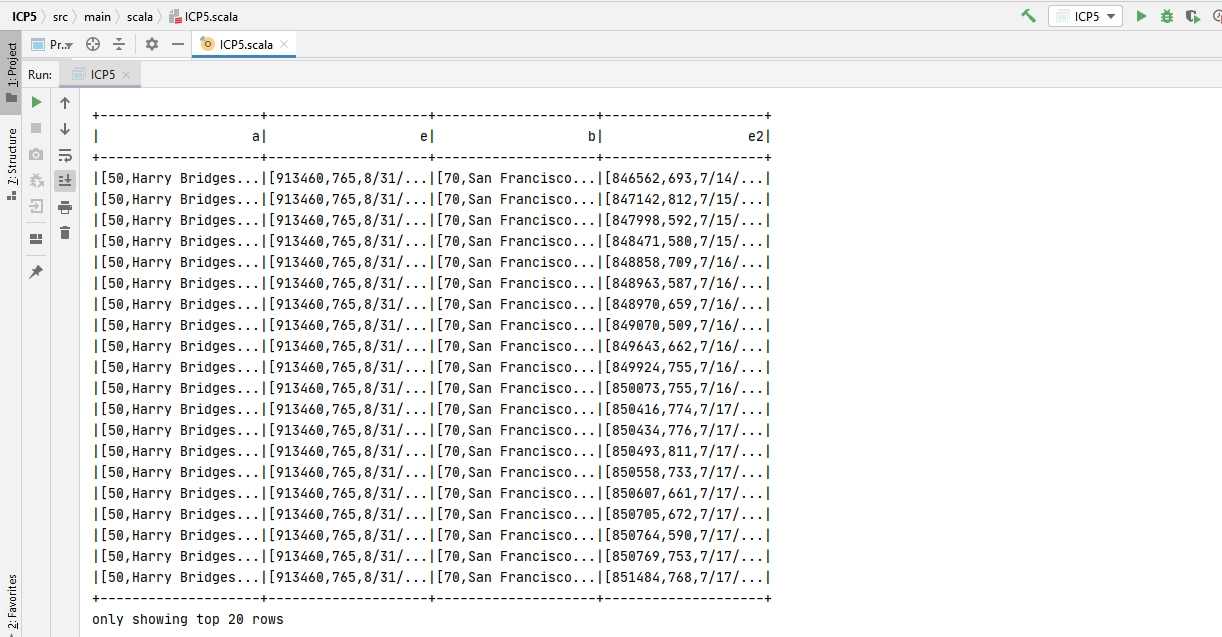 ICP5 src main scala ICP5.scala ICP5
Pr.. ICP5.scala
1: Project
Run: ICP5
7: Structure
2: Favorites
+--------------------+--------------------+--------------------+--------------------+
|                   a|                   e|                   b|                  e2|
+--------------------+--------------------+--------------------+--------------------+
|[50,Harry Bridges...|[913460,765,8/31/...|[70,San Francisco...|[846562,693,7/14/...|
|[50,Harry Bridges...|[913460,765,8/31/...|[70,San Francisco...|[847142,812,7/15/...|
|[50,Harry Bridges...|[913460,765,8/31/...|[70,San Francisco...|[847998,592,7/15/...|
|[50,Harry Bridges...|[913460,765,8/31/...|[70,San Francisco...|[848471,580,7/15/...|
|[50,Harry Bridges...|[913460,765,8/31/...|[70,San Francisco...|[848858,709,7/16/...|
|[50,Harry Bridges...|[913460,765,8/31/...|[70,San Francisco...|[848963,587,7/16/...|
|[50,Harry Bridges...|[913460,765,8/31/...|[70,San Francisco...|[848970,659,7/16/...|
|[50,Harry Bridges...|[913460,765,8/31/...|[70,San Francisco...|[849070,509,7/16/...|
|[50,Harry Bridges...|[913460,765,8/31/...|[70,San Francisco...|[849643,662,7/16/...|
|[50,Harry Bridges...|[913460,765,8/31/...|[70,San Francisco...|[849924,755,7/16/...|
|[50,Harry Bridges...|[913460,765,8/31/...|[70,San Francisco...|[850073,755,7/16/...|
|[50,Harry Bridges...|[913460,765,8/31/...|[70,San Francisco...|[850416,774,7/17/...|
|[50,Harry Bridges...|[913460,765,8/31/...|[70,San Francisco...|[850434,776,7/17/...|
|[50,Harry Bridges...|[913460,765,8/31/...|[70,San Francisco...|[850493,811,7/17/...|
|[50,Harry Bridges...|[913460,765,8/31/...|[70,San Francisco...|[850558,733,7/17/...|
|[50,Harry Bridges...|[913460,765,8/31/...|[70,San Francisco...|[850607,661,7/17/...|
|[50,Harry Bridges...|[913460,765,8/31/...|[70,San Francisco...|[850705,672,7/17/...|
|[50,Harry Bridges...|[913460,765,8/31/...|[70,San Francisco...|[850764,590,7/17/...|
|[50,Harry Bridges...|[913460,765,8/31/...|[70,San Francisco...|[850769,753,7/17/...|
|[50,Harry Bridges...|[913460,765,8/31/...|[70,San Francisco...|[851484,768,7/17/...|
+--------------------+--------------------+--------------------+--------------------+
only showing top 20 rows